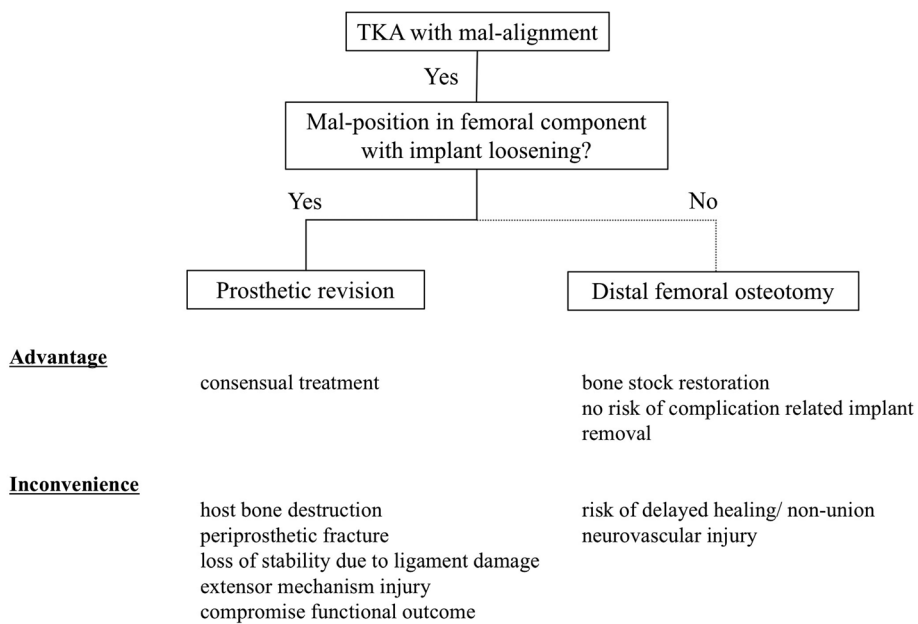 TKA with mal-alignment
Yes
Mal-position in femoral component
with implant loosening?
Yes
No
Prosthetic revision
Distal femoral osteotomy
Advantage
consensual treatment
bone stock restoration
no risk of complication related implant
removal
Inconvenience
host bone destruction
periprosthetic fracture
loss of stability due to ligament damage
extensor mechanism injury
compromise functional outcome
risk of delayed healing/ non-union
neurovascular injury